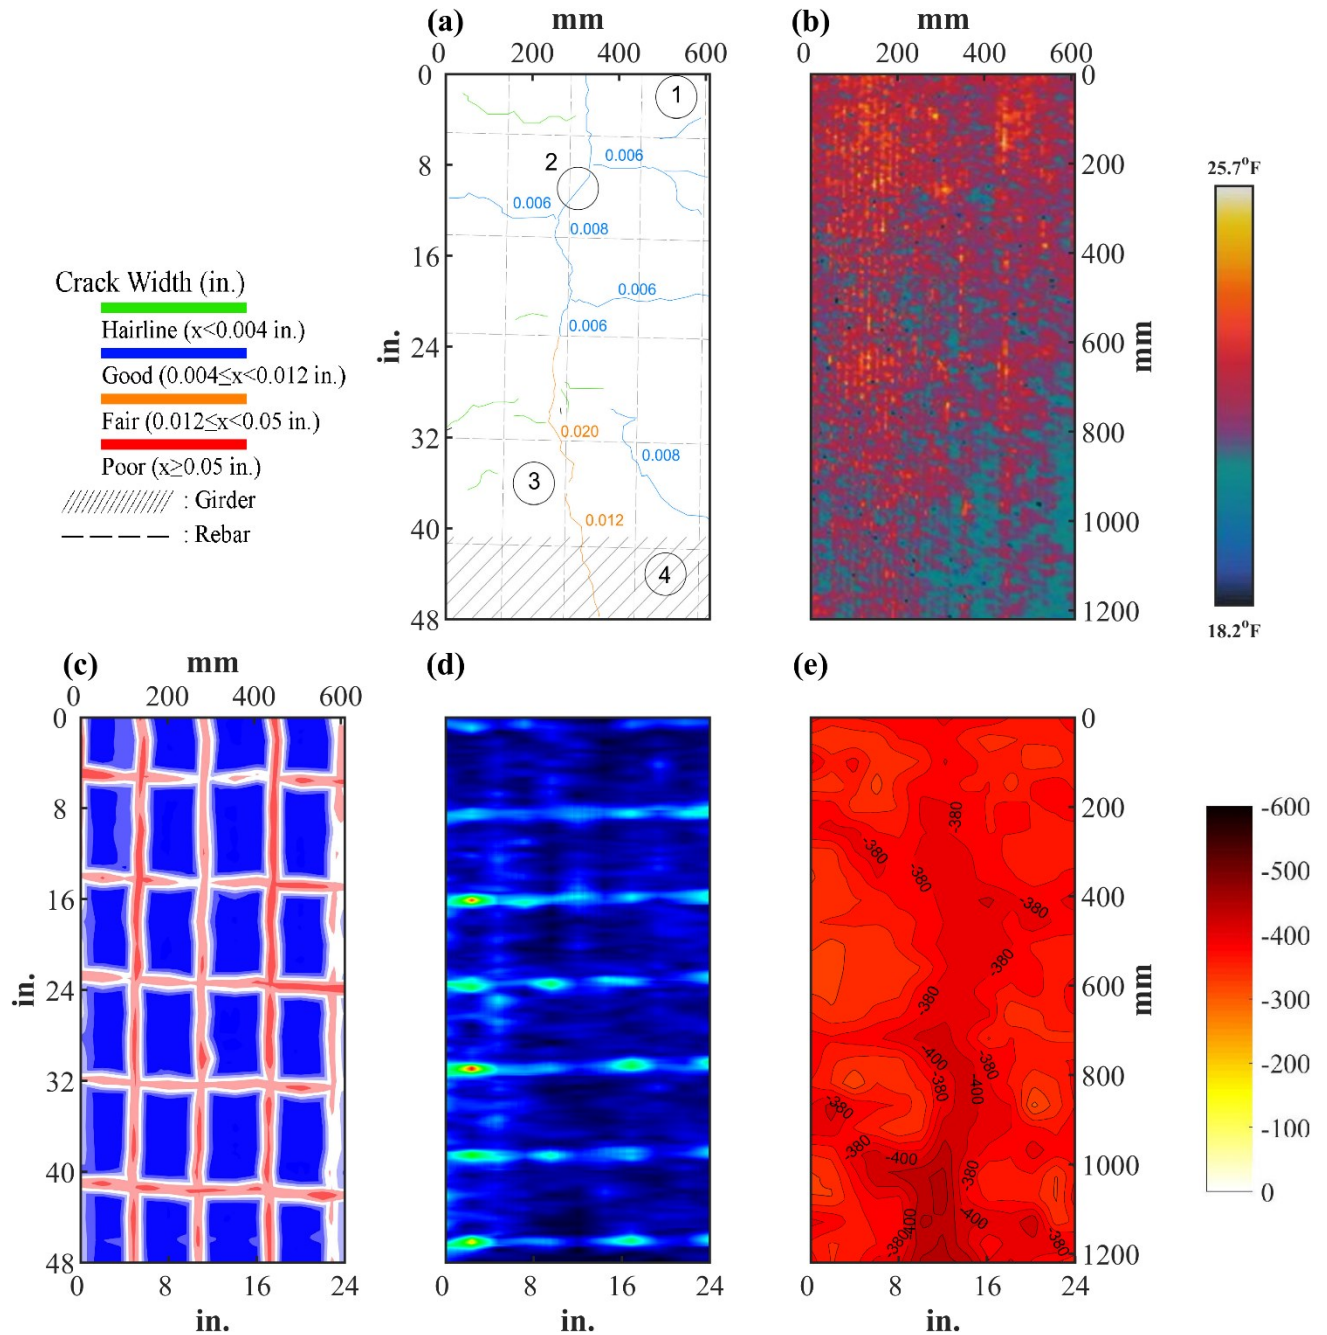 (a)
mm
0 200 400 600
0
8
16
24
32
40
48
in.
1
2
0.006
0.006
0.008
0.006
0.006
0.020
0.008
3
0.012
4
(b)
mm
0 200 400 600
0
200
400
600
800
1000
1200
mm
25.7°F
18.2°F
Crack Width (in.)
Hairline (x<0.004 in.)
Good (0.004≤x<0.012 in.)
Fair (0.012≤x<0.05 in.)
Poor (x≥0.05 in.)
: Girder
: Rebar
(c)
mm
0 200 400 600
0
8
16
24
32
40
48
in.
0 8 16 24
in.
(d)
0 8 16 24
in.
(e)
-380
-380
-380
-380
-380
-380
-400
-380
-380
-400
-380
-380
-400
-380
-400
-400
-380
-380
0
200
400
600
800
1000
1200
mm
0 8 16 24
in.
-600
-500
-400
-300
-200
-100
0